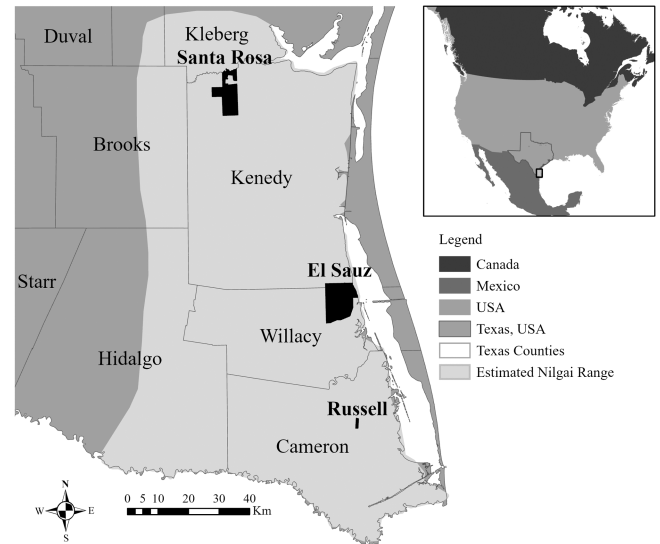 Duval
Kleberg
Santa Rosa
Brooks
Kenedy
El Sauz
Starr
Willacy
Hidalgo
Russell
Cameron
N
W E
S
0 5 10 20 30 40
Km
Legend
Canada
Mexico
USA
Texas, USA
Texas Counties
Estimated Nilgai Range